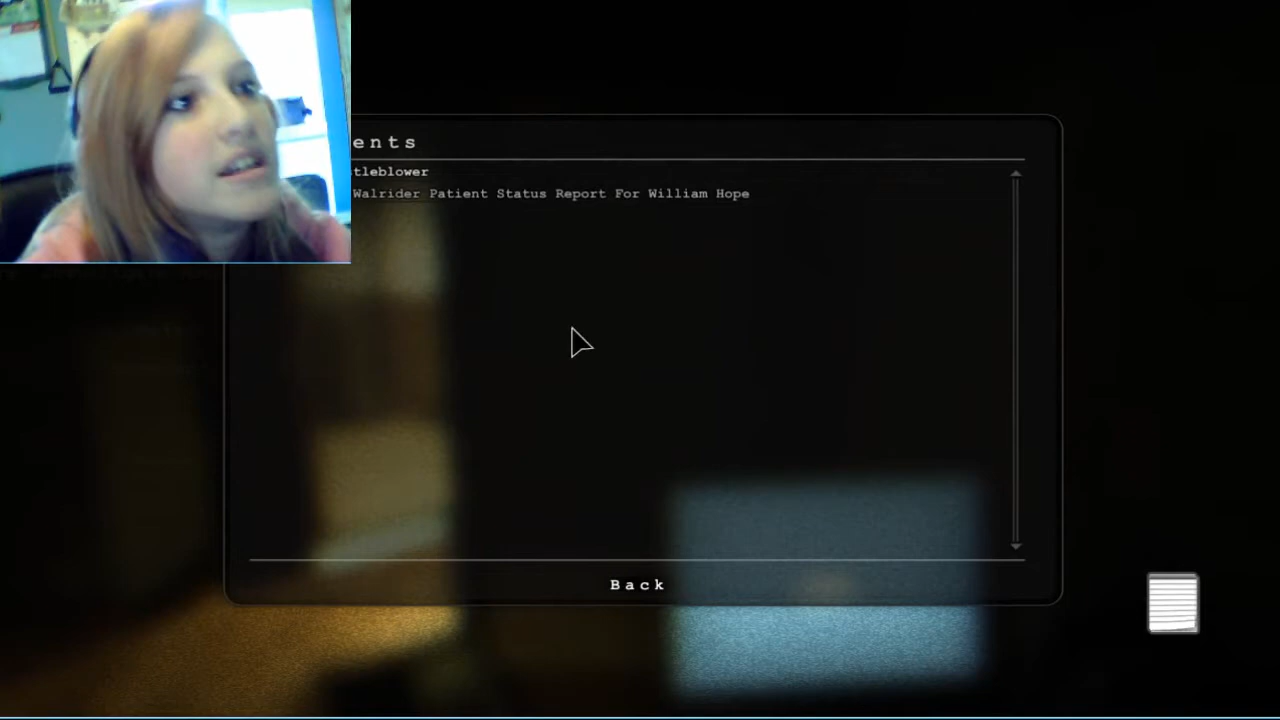 ents
tleblower
Walrider Patient Status Report For William Hope
Back